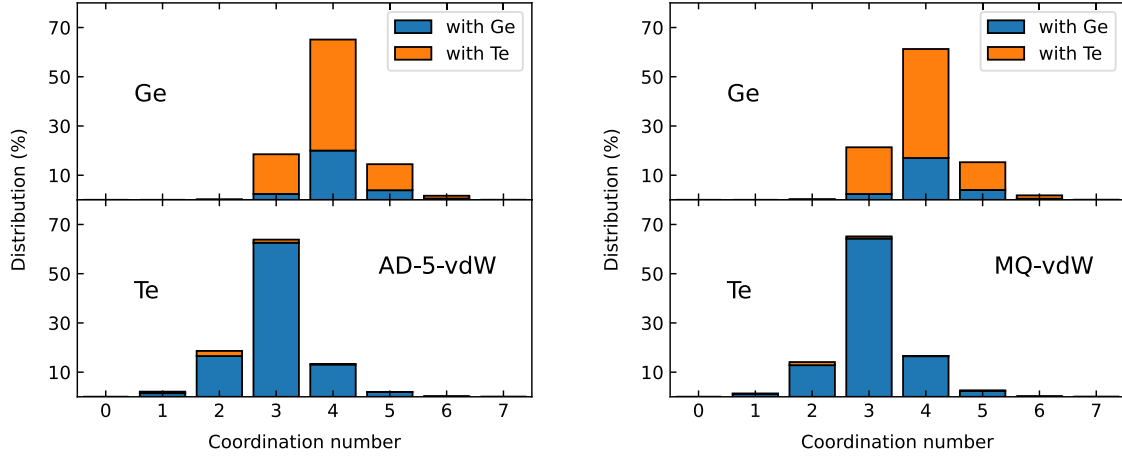 70
50
30
10
Ge
with Ge
with Te
Distribution (%)
70
50
30
10
Te
AD-5-vdW
0 1 2 3 4 5 6 7
Coordination number
70
50
30
10
Ge
with Ge
with Te
Distribution (%)
70
50
30
10
Te
MQ-vdW
0 1 2 3 4 5 6 7
Coordination number